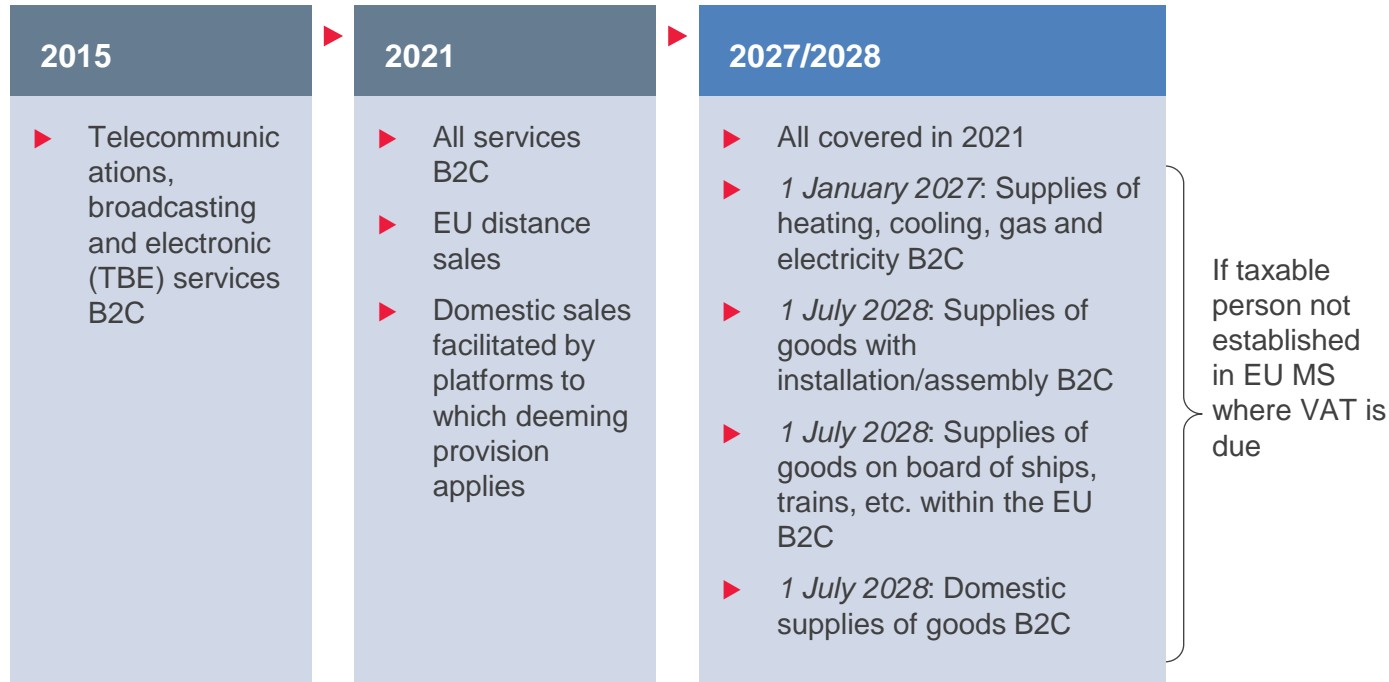 2015
Telecommunic
ations,
broadcasting
and electronic
(TBE) services
B2C
2021
All services
B2C
EU distance
sales
Domestic sales
facilitated by
platforms to
which deeming
provision
applies
2027/2028
All covered in 2021
1 January 2027: Supplies of
heating, cooling, gas and
electricity B2C
1 July 2028: Supplies of
goods with
installation/assembly B2C
1 July 2028: Supplies of
goods on board of ships,
trains, etc. within the EU
B2C
1 July 2028: Domestic
supplies of goods B2C
If taxable
person not
established
in EU MS
where VAT is
due